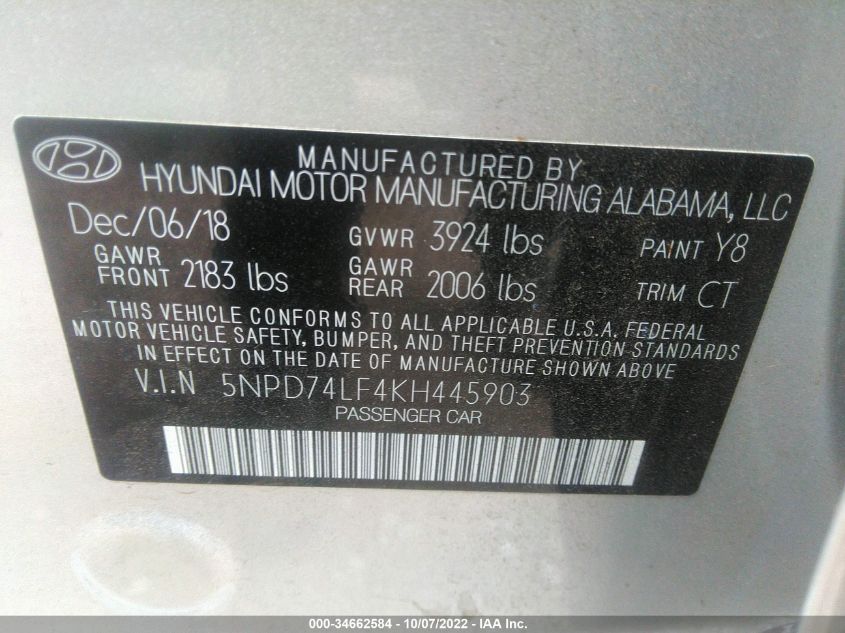 MANUFACTURED BY
HYUNDAI MOTOR MANUFACTURING ALABAMA, LLC
Dec/06/18 GVWR 3924 lbs PAINT Y8
GAWR FRONT 2183 lbs GAWR REAR 2006 lbs TRIM CT
THIS VEHICLE CONFORMS TO ALL APPLICABLE U.S.A. FEDERAL
MOTOR VEHICLE SAFETY, BUMPER, AND THEFT PREVENTION STANDARDS
IN EFFECT ON THE DATE OF MANUFACTURE SHOWN ABOVE
V.I.N 5NPD74LF4KH445903
PASSENGER CAR
000-34662584 - 10/07/2022 - IAA Inc.